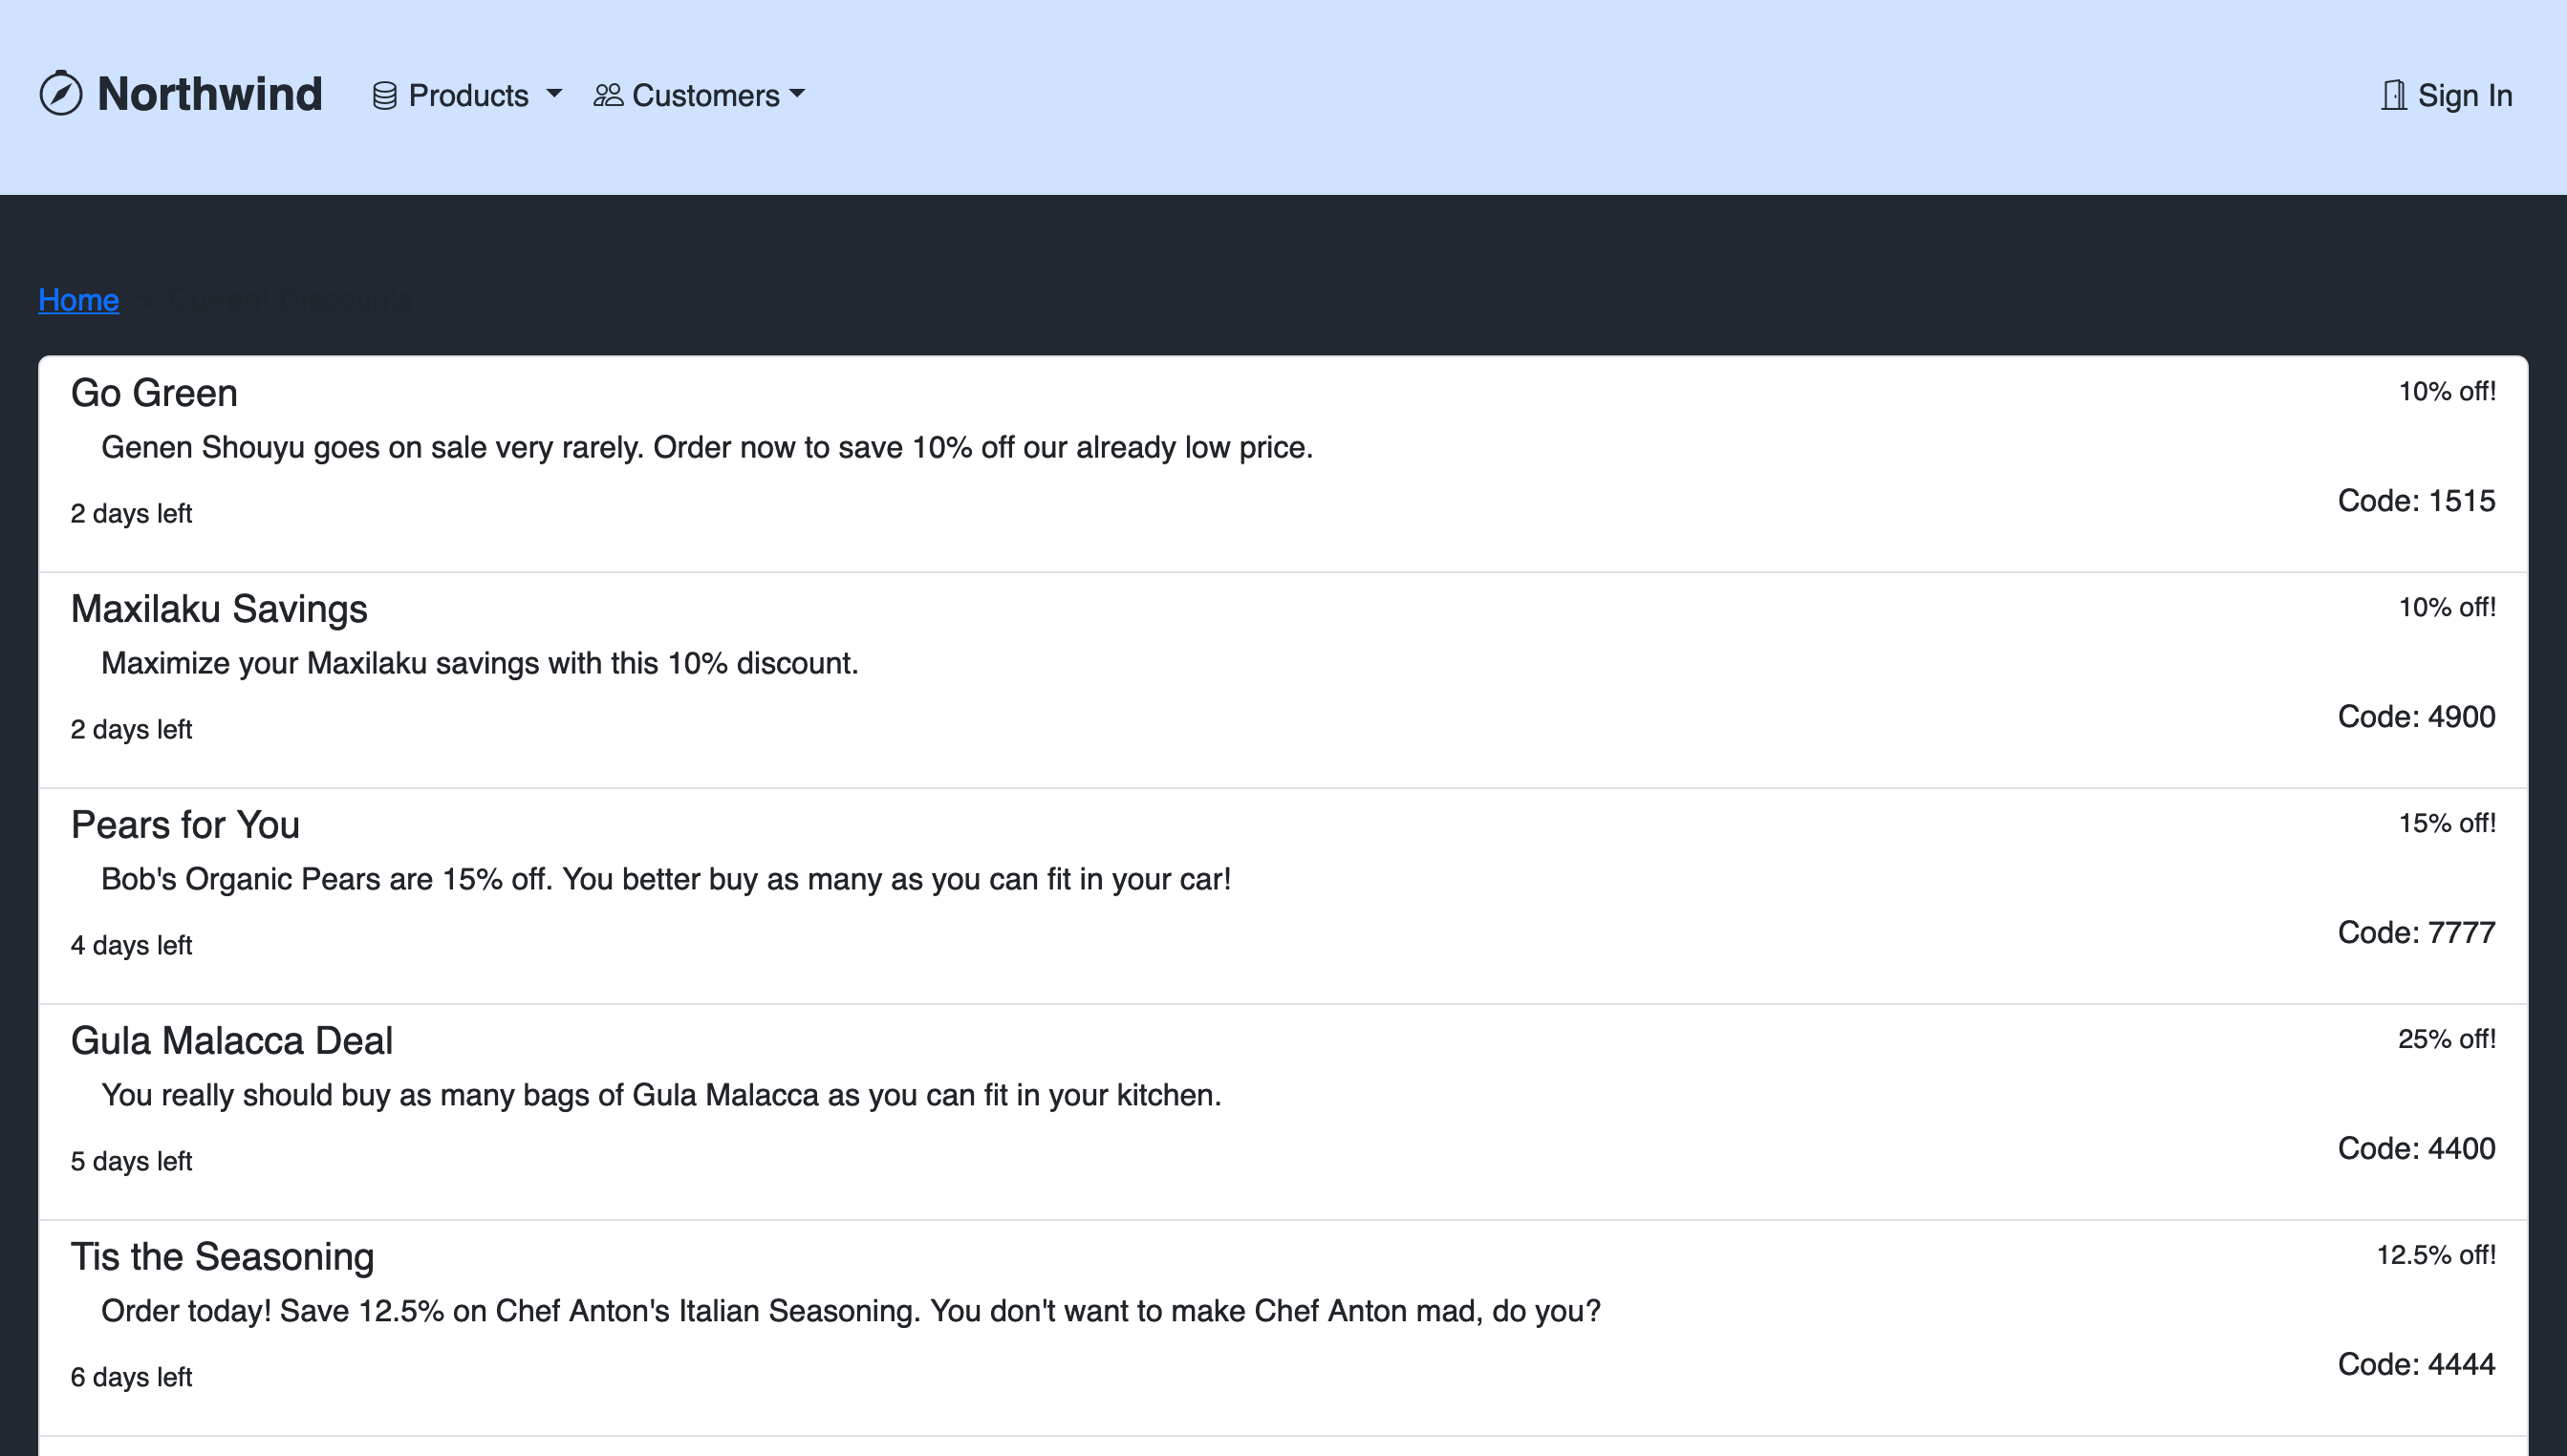 Northwind Products Customers Sign In
Home > Current Discounts
Go Green 10% off!
Genen Shouyu goes on sale very rarely. Order now to save 10% off our already low price.
2 days left Code: 1515
Maxilaku Savings 10% off!
Maximize your Maxilaku savings with this 10% discount.
2 days left Code: 4900
Pears for You 15% off!
Bob's Organic Pears are 15% off. You better buy as many as you can fit in your car!
4 days left Code: 7777
Gula Malacca Deal 25% off!
You really should buy as many bags of Gula Malacca as you can fit in your kitchen.
5 days left Code: 4400
Tis the Seasoning 12.5% off!
Order today! Save 12.5% on Chef Anton's Italian Seasoning. You don't want to make Chef Anton mad, do you?
6 days left Code: 4444